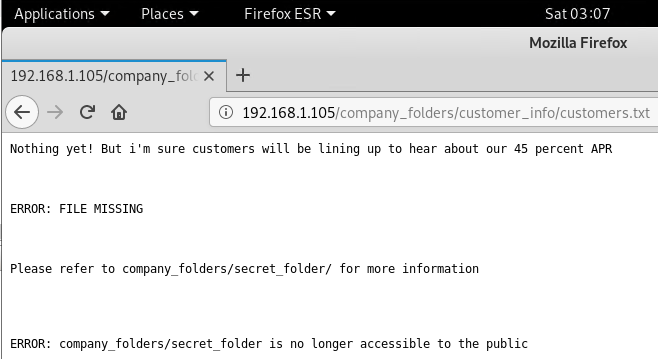 Applications Places Firefox ESR Sat 03:07
Mozilla Firefox
192.168.1.105/company_fol
192.168.1.105/company_folders/customer_info/customers.txt
Nothing yet! But i'm sure customers will be lining up to hear about our 45 percent APR
ERROR: FILE MISSING
Please refer to company_folders/secret_folder/ for more information
ERROR: company_folders/secret_folder is no longer accessible to the public